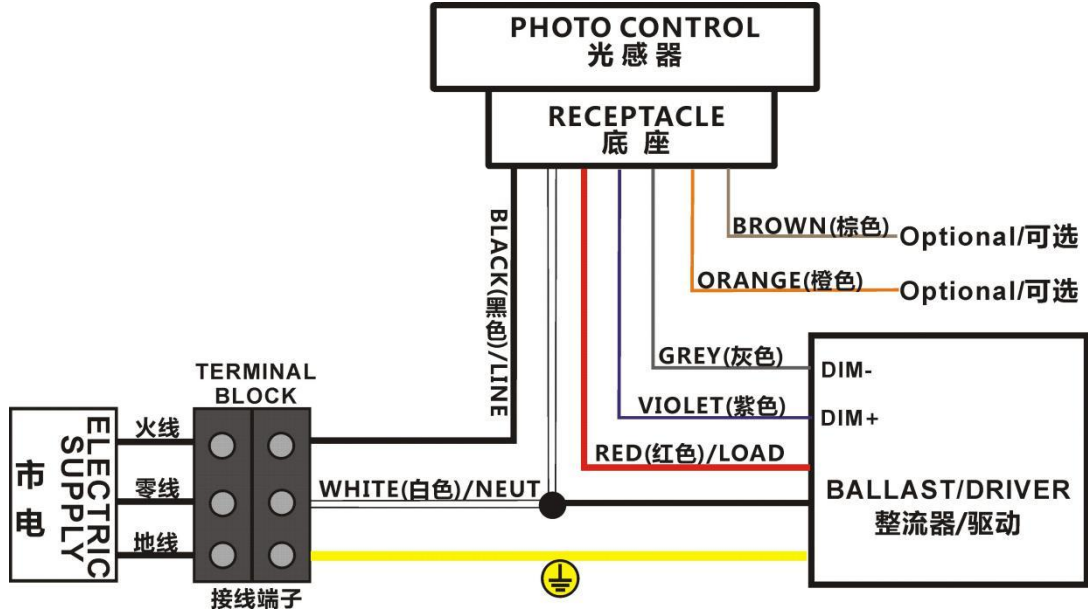 PHOTO CONTROL
光感器
RECEPTACLE
底 座
BLACK(黑色)/LINE
BROWN(棕色)
Optional/可选
ORANGE(橙色)
Optional/可选
GREY(灰色)
DIM-
VIOLET(紫色)
DIM+
RED(红色)/LOAD
TERMINAL
BLOCK
市电
ELECTRIC
SUPPLY
火线
零线
地线
WHITE(白色)/NEUT
BALLAST/DRIVER
整流器/驱动
接线端子